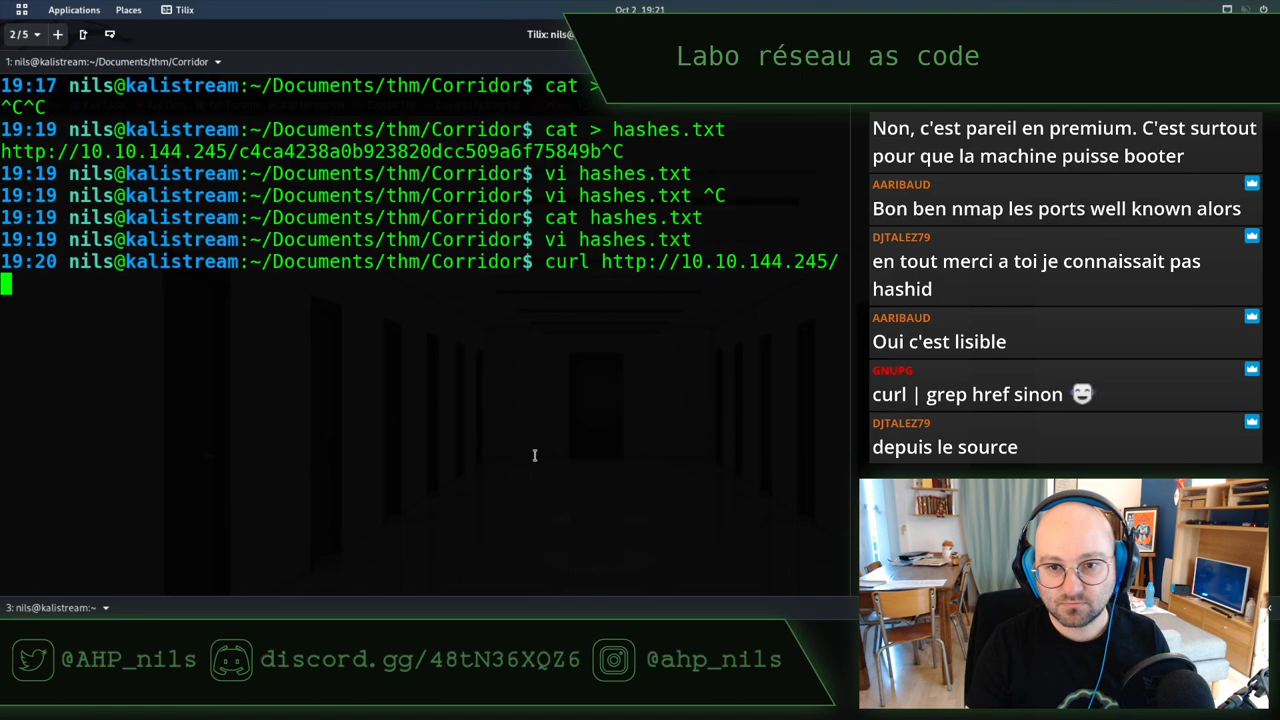 Applications Places Tilix Oct 2 19:21
2/5 Tilix: nils@
1: nils@kalistream:~/Documents/thm/Corridor
Labo réseau as code
19:17 nils@kalistream:~/Documents/thm/Corridor$ cat >
^C^C
19:19 nils@kalistream:~/Documents/thm/Corridor$ cat > hashes.txt
http://10.10.144.245/c4ca4238a0b923820dcc509a6f75849b^C
19:19 nils@kalistream:~/Documents/thm/Corridor$ vi hashes.txt
19:19 nils@kalistream:~/Documents/thm/Corridor$ vi hashes.txt ^C
19:19 nils@kalistream:~/Documents/thm/Corridor$ cat hashes.txt
19:19 nils@kalistream:~/Documents/thm/Corridor$ vi hashes.txt
19:20 nils@kalistream:~/Documents/thm/Corridor$ curl http://10.10.144.245/
Non, c'est pareil en premium. C'est surtout
pour que la machine puisse booter
AARIBAUD
Bon ben nmap les ports well known alors
DJTALEZ79
en tout merci a toi je connaissait pas
hashid
AARIBAUD
Oui c'est lisible
GNUPG
curl | grep href sinon
DJTALEZ79
depuis le source
3: nils@kalistream:~
@AHP_nils discord.gg/48tN36XQZ6 @ahp_nils